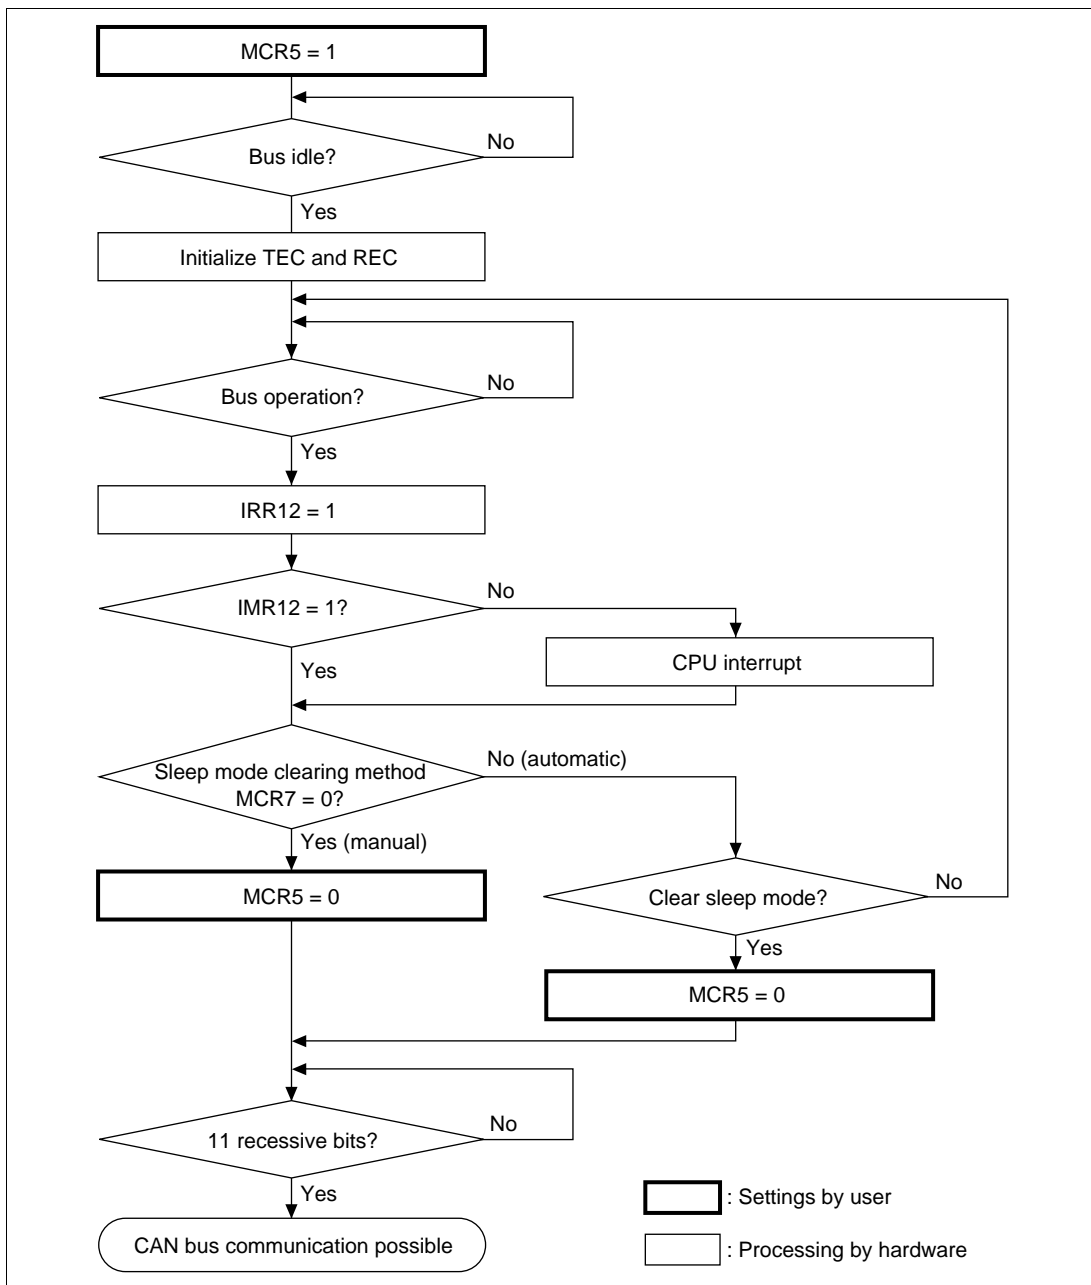 MCR5 = 1
Bus idle?
No
Yes
Initialize TEC and REC
Bus operation?
No
Yes
IRR12 = 1
IMR12 = 1?
No
Yes
CPU interrupt
Sleep mode clearing method
MCR7 = 0?
No (automatic)
Yes (manual)
MCR5 = 0
Clear sleep mode?
No
Yes
MCR5 = 0
11 recessive bits?
No
Yes
CAN bus communication possible
: Settings by user
: Processing by hardware